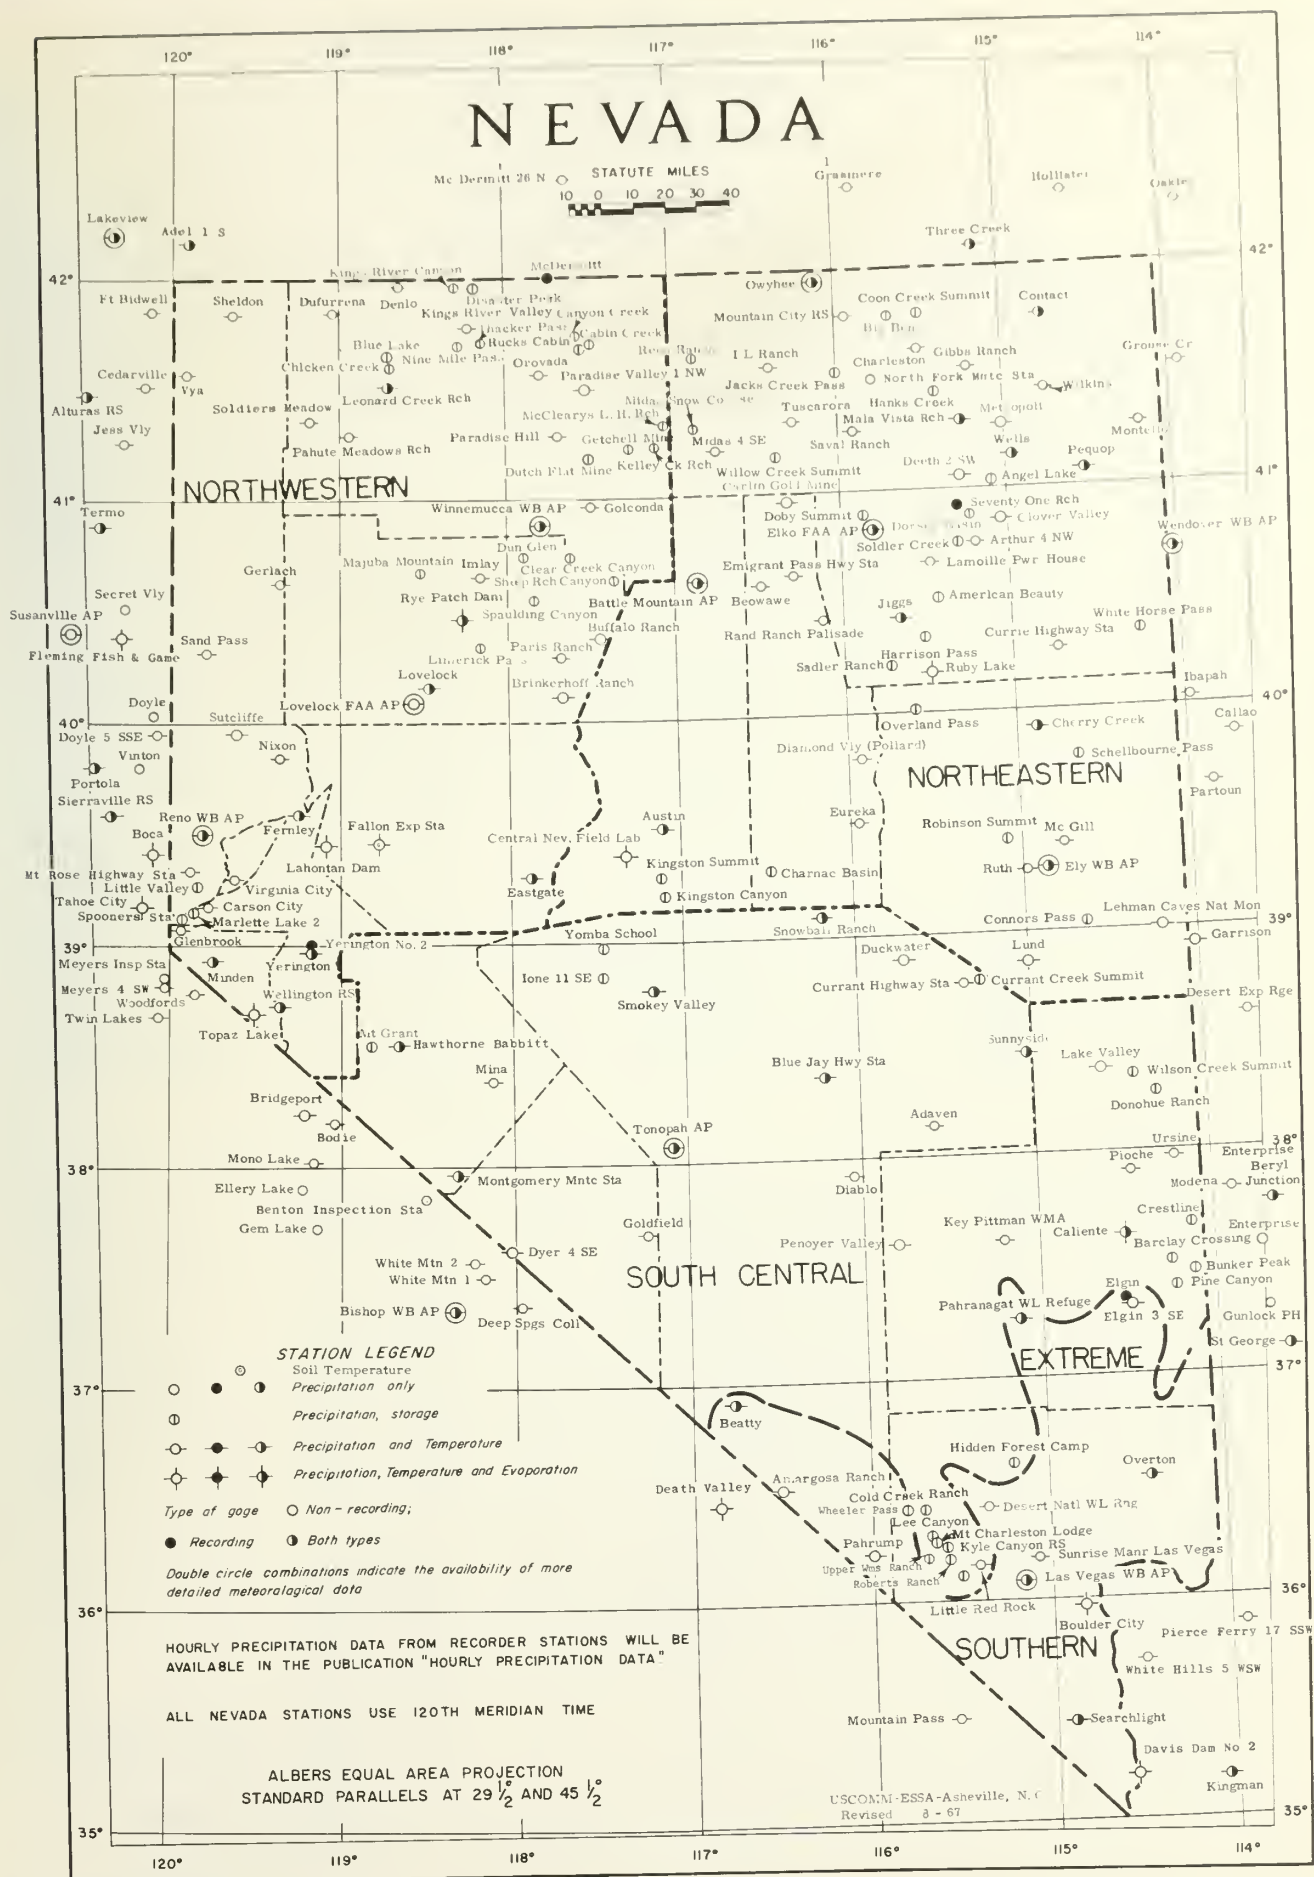 120° 119° 118° 117° 116° 115° 114°
NEVADA
Mc Dermitt 26 N
STATUTE MILES
10 0 10 20 30 40
Grasmere
Hollister
Lakeview
Adel 1 S
Three Creek
42° 42°
Kings River Canyon
McDermitt
Owyhee
Coon Creek Summit
Contact
Ft Bidwell
Sheldon
Dufurrena
Denio
Disaster Peak
Kings River Valley
Canyon Creek
Mountain City RS
Big Ben
Thacker Pass
Cabin Creek
Blue Lake
Rucks Cabin
I L Ranch
Charleston
Gibbs Ranch
Grouse Cr
Chicken Creek
Nine Mile Pass
Orovada
Cedarville
Vya
Leonard Creek Rch
Paradise Valley 1 NW
Jacks Creek Pass
North Fork Mntc Sta
Wilkins
Alturas RS
Soldiers Meadow
McClearys L. H. Rch
Tuscarora
Hanks Creek
Mala Vista Rch
Jess Vly
Pahute Meadows Rch
Paradise Hill
Midas 4 SE
Saval Ranch
Wells
Pequop
Dutch Flat Mine
Kelley Ck Rch
Willow Creek Summit
Deeth 2 SW
Angel Lake
41° 41°
NORTHWESTERN
Carlin Gold Mine
Termo
Winnemucca WB AP
Golconda
Doby Summit
Seventy One Rch
Clover Valley
Elko FAA AP
Wendover WB AP
Dun Glen
Soldier Creek
Arthur 4 NW
Majuba Mountain
Imlay
Clear Creek Canyon
Emigrant Pass Hwy Sta
Lamoille Pwr House
Gerlach
Sheep Rch Canyon
Secret Vly
Rye Patch Dam
Battle Mountain AP
Beowawe
American Beauty
Susanville AP
Spaulding Canyon
Jiggs
White Horse Pass
Sand Pass
Buffalo Ranch
Rand Ranch Palisade
Currie Highway Sta
Fleming Fish & Game
Paris Ranch
Limerick Pass
Harrison Pass
Sadler Ranch
Ruby Lake
Lovelock
Brinkerhoff Ranch
Ibapah
Doyle
Lovelock FAA AP
40° 40°
Sutcliffe
Overland Pass
Cherry Creek
Callao
Doyle 5 SSE
Vinton
Nixon
Diamond Vly (Pollard)
Schellbourne Pass
Portola
NORTHEASTERN
Partoun
Sierraville RS
Reno WB AP
Boca
Fernley
Fallon Exp Sta
Austin
Eureka
Robinson Summit
Mc Gill
Central Nev. Field Lab
Mt Rose Highway Sta
Lahontan Dam
Kingston Summit
Ruth
Ely WB AP
Little Valley
Virginia City
Eastgate
Charnac Basin
Tahoe City
Carson City
Kingston Canyon
Spooners Sta
Marlette Lake 2
Snowball Ranch
Connors Pass
Lehman Caves Nat Mon
39° 39°
Glenbrook
Yerington No. 2
Yomba School
Duckwater
Lund
Garrison
Meyers Insp Sta
Minden
Yerington
Ione 11 SE
Currant Highway Sta
Currant Creek Summit
Meyers 4 SW
Woodfords
Wellington RS
Smokey Valley
Desert Exp Rge
Twin Lakes
Topaz Lake
Mt Grant
Hawthorne Babbitt
Sunnyside
Lake Valley
Wilson Creek Summit
Mina
Blue Jay Hwy Sta
Donohue Ranch
Bridgeport
Bodie
Tonopah AP
Adaven
Ursine
38° 38°
Mono Lake
Pioche
Enterprise
Beryl
Ellery Lake
Montgomery Mntc Sta
Diablo
Modena
Junction
Benton Inspection Sta
Gem Lake
Goldfield
Key Pittman WMA
Caliente
Crestline
Enterprise
Penoyer Valley
Barclay Crossing
Dyer 4 SE
Bunker Peak
White Mtn 2
White Mtn 1
SOUTH CENTRAL
Elgin
Pine Canyon
Bishop WB AP
Deep Spgs Coll
Pahranagat WL Refuge
Elgin 3 SE
Gunlock PH
St George
EXTREME
37° 37°
STATION LEGEND
Soil Temperature
Precipitation only
Precipitation, storage
Precipitation and Temperature
Precipitation, Temperature and Evaporation
Type of gage Non-recording;
Recording Both types
Double circle combinations indicate the availability of more
detailed meteoralagical data
Beatty
Hidden Forest Camp
Overton
Death Valley
Amargosa Ranch
Cold Creek Ranch
Wheeler Pass
Desert Natl WL Rng
Lee Canyon
Mt Charleston Lodge
Pahrump
Kyle Canyon RS
Upper Wms Ranch
Sunrise Manr Las Vegas
Roberts Ranch
Las Vegas WB AP
36° 36°
Little Red Rock
Boulder City
Pierce Ferry 17 SSW
SOUTHERN
White Hills 5 WSW
HOURLY PRECIPITATION DATA FROM RECORDER STATIONS WILL BE
AVAILABLE IN THE PUBLICATION "HOURLY PRECIPITATION DATA"
ALL NEVADA STATIONS USE 120TH MERIDIAN TIME
Mountain Pass
Searchlight
Davis Dam No 2
Kingman
ALBERS EQUAL AREA PROJECTION
STANDARD PARALLELS AT 29 1/2° AND 45 1/2°
USCOMM-ESSA-Asheville, N. C
Revised 8 - 67
35° 35°
120° 119° 118° 117° 116° 115° 114°